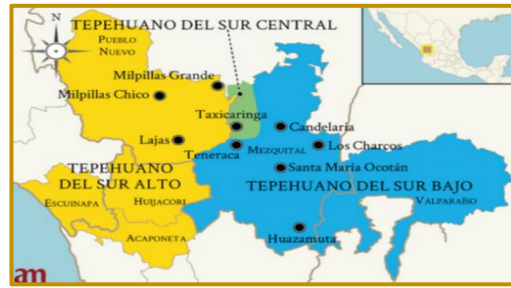 N
TEPEHUANO DEL SUR CENTRAL
PUEBLO
NUEVO
Milpillas Grande
Milpillas Chico
Taxicaringa
Candelaria
Lajas
Teneraca
MEZQUITAL
Los Charcos
TEPEHUANO
DEL SUR ALTO
Santa María Ocotán
TEPEHUANO DEL SUR BAJO
ESCUINAPA
HUIJACORI
VALPARAÍSO
ACAPONETA
Huazamuta
am